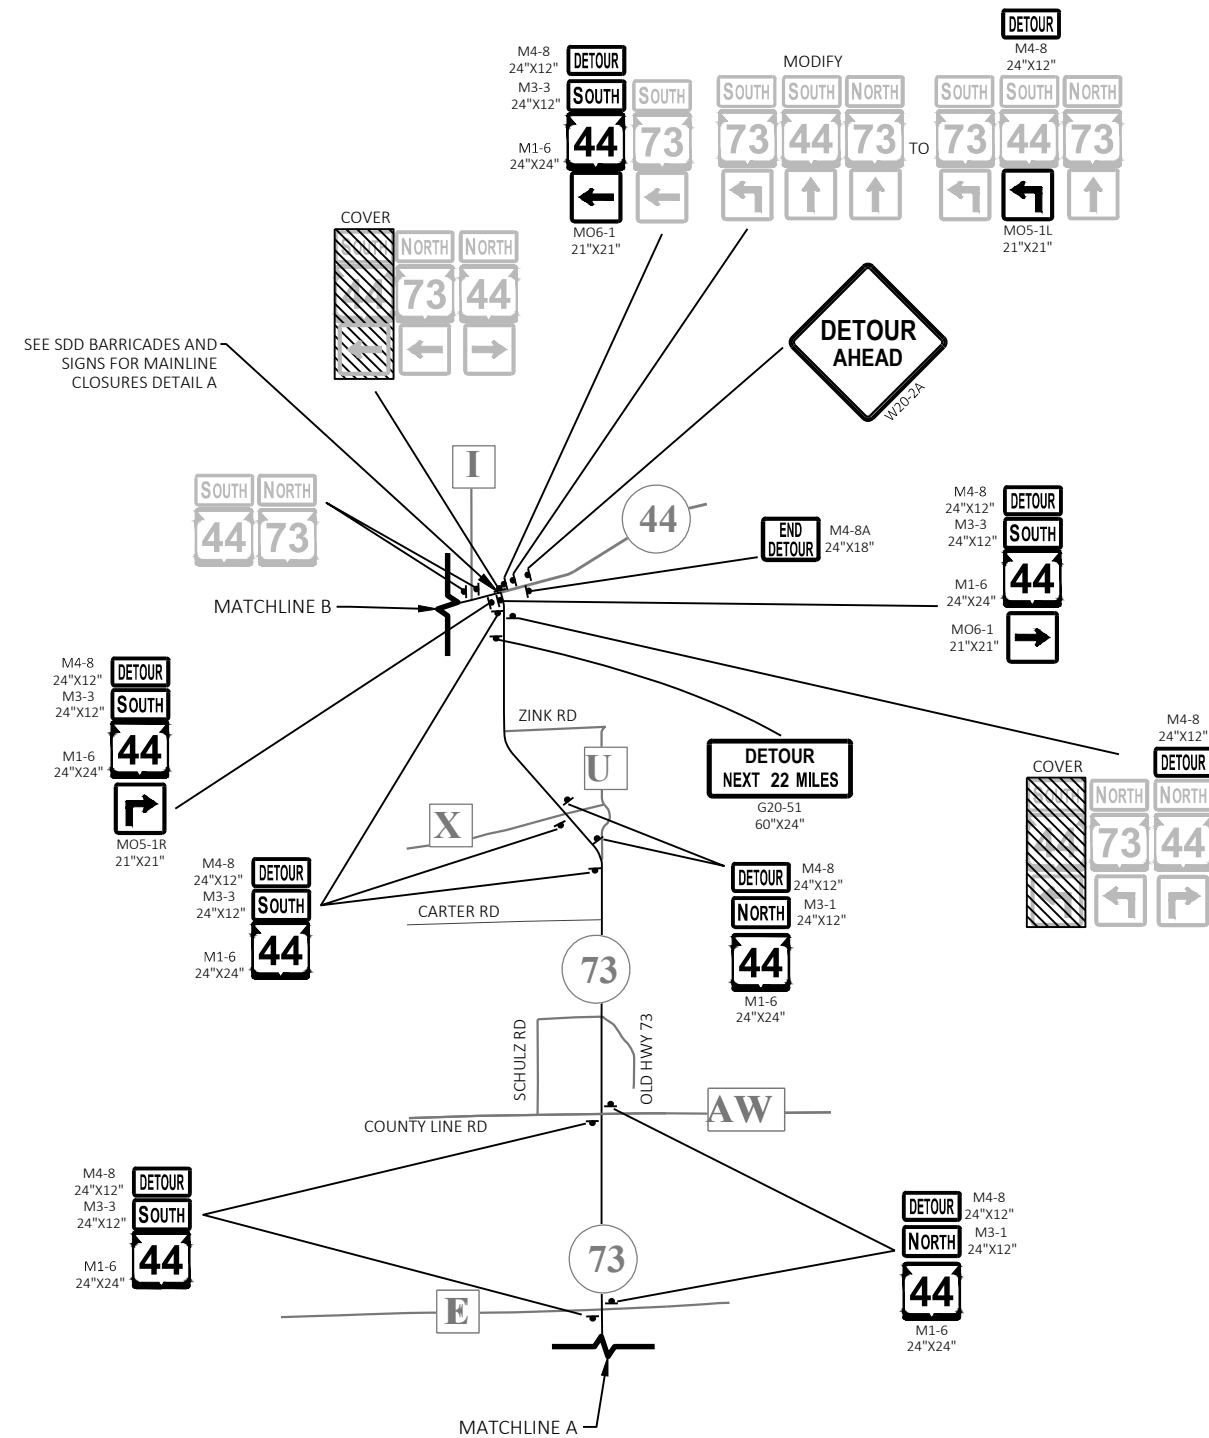 DETOUR
M4-8
24"X12"
M4-8
24"X12"
DETOUR
M3-3
24"X12"
SOUTH
M1-6
24"X24"
44
MO6-1
21"X21"
SOUTH
73
MODIFY
SOUTH
SOUTH
NORTH
73
44
73
TO
SOUTH
SOUTH
NORTH
73
44
73
MO5-1L
21"X21"
COVER
SOUTH
NORTH
NORTH
44
73
44
DETOUR
AHEAD
W20-2A
SEE SDD BARRICADES AND
SIGNS FOR MAINLINE
CLOSURES DETAIL A
I
44
SOUTH
NORTH
44
73
END
DETOUR
M4-8A
24"X18"
M4-8
24"X12"
DETOUR
M3-3
24"X12"
SOUTH
M1-6
24"X24"
44
MO6-1
21"X21"
MATCHLINE B
M4-8
24"X12"
DETOUR
M3-3
24"X12"
SOUTH
M1-6
24"X24"
44
MO5-1R
21"X21"
ZINK RD
U
DETOUR
NEXT 22 MILES
G20-51
60"X24"
M4-8
24"X12"
DETOUR
COVER
NORTH
NORTH
44
73
44
X
M4-8
24"X12"
DETOUR
M3-3
24"X12"
SOUTH
M1-6
24"X24"
44
DETOUR
M4-8
24"X12"
NORTH
M3-1
24"X12"
44
M1-6
24"X24"
CARTER RD
73
SCHULZ RD
OLD HWY 73
AW
COUNTY LINE RD
M4-8
24"X12"
DETOUR
M3-3
24"X12"
SOUTH
M1-6
24"X24"
44
DETOUR
M4-8
24"X12"
NORTH
M3-1
24"X12"
44
M1-6
24"X24"
73
E
MATCHLINE A